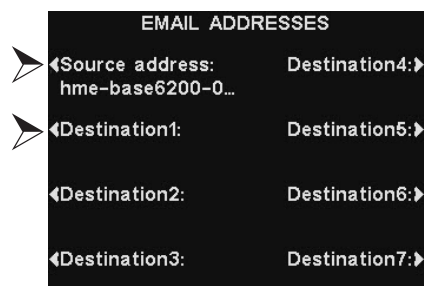 EMAIL ADDRESSES
Source address: Destination4:
hme-base6200-0…
Destination1: Destination5:
Destination2: Destination6:
Destination3: Destination7: